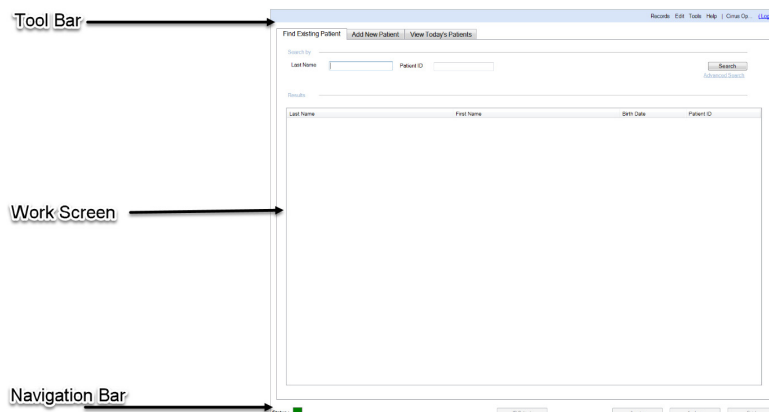 Tool Bar
Records Edit Tools Help | Cirrus Op... (Log
Find Existing Patient Add New Patient View Today's Patients
Search by
Last Name Patient ID Search
Advanced Search
Results
Last Name First Name Birth Date Patient ID
Work Screen
Navigation Bar